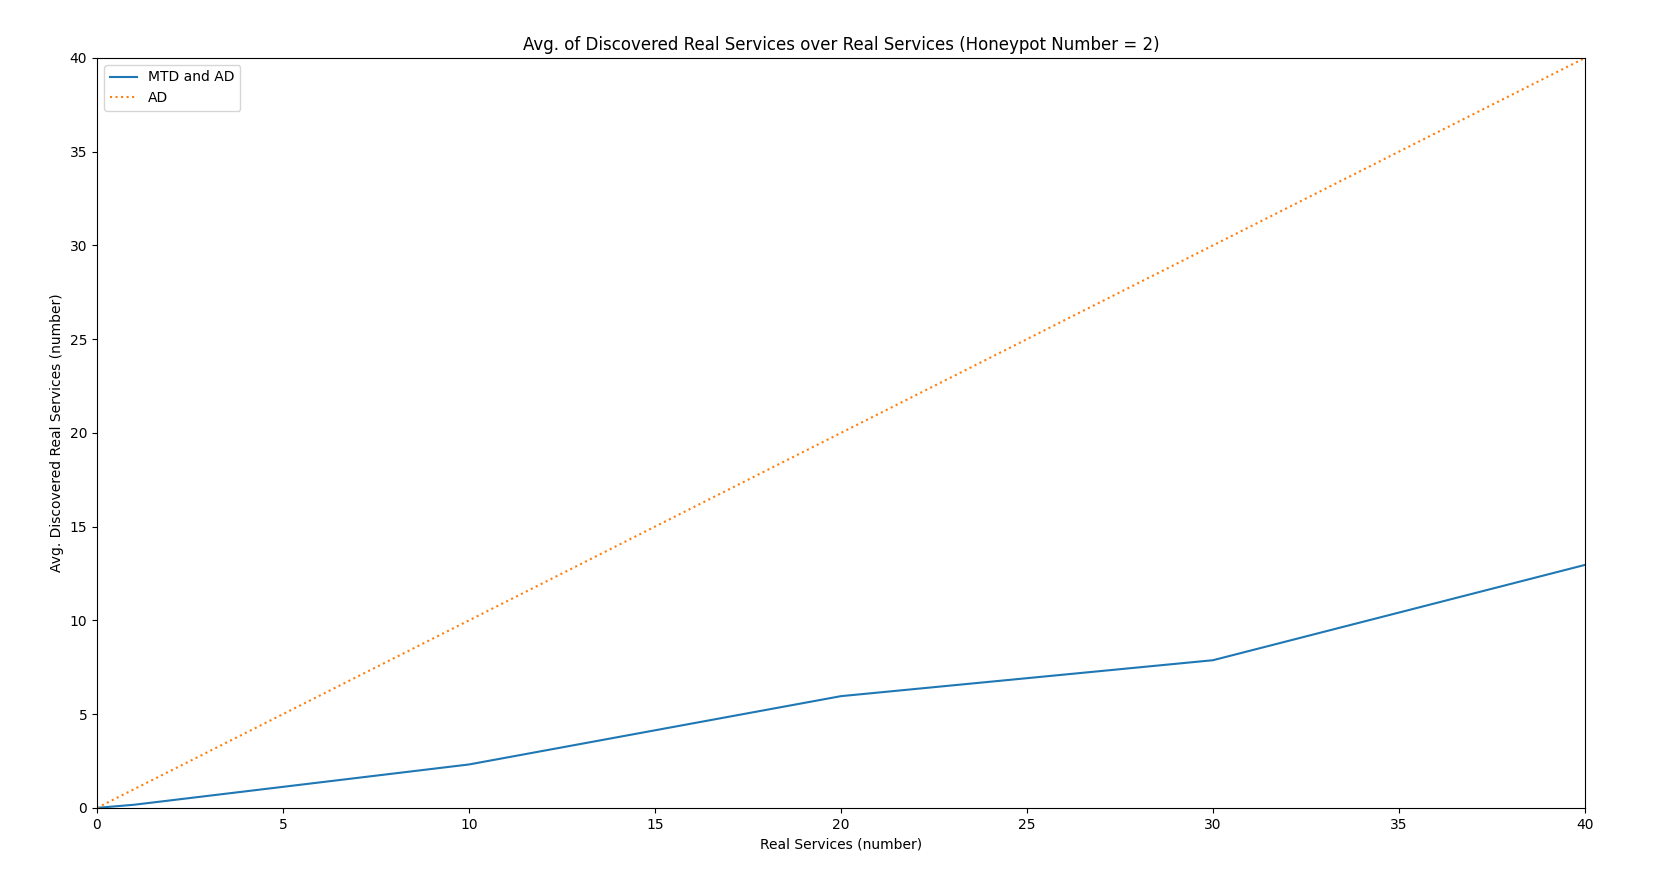 Avg. of Discovered Real Services over Real Services (Honeypot Number = 2)
MTD and AD
AD
Avg. Discovered Real Services (number)
40
35
30
25
20
15
10
5
0
0 5 10 15 20 25 30 35 40
Real Services (number)